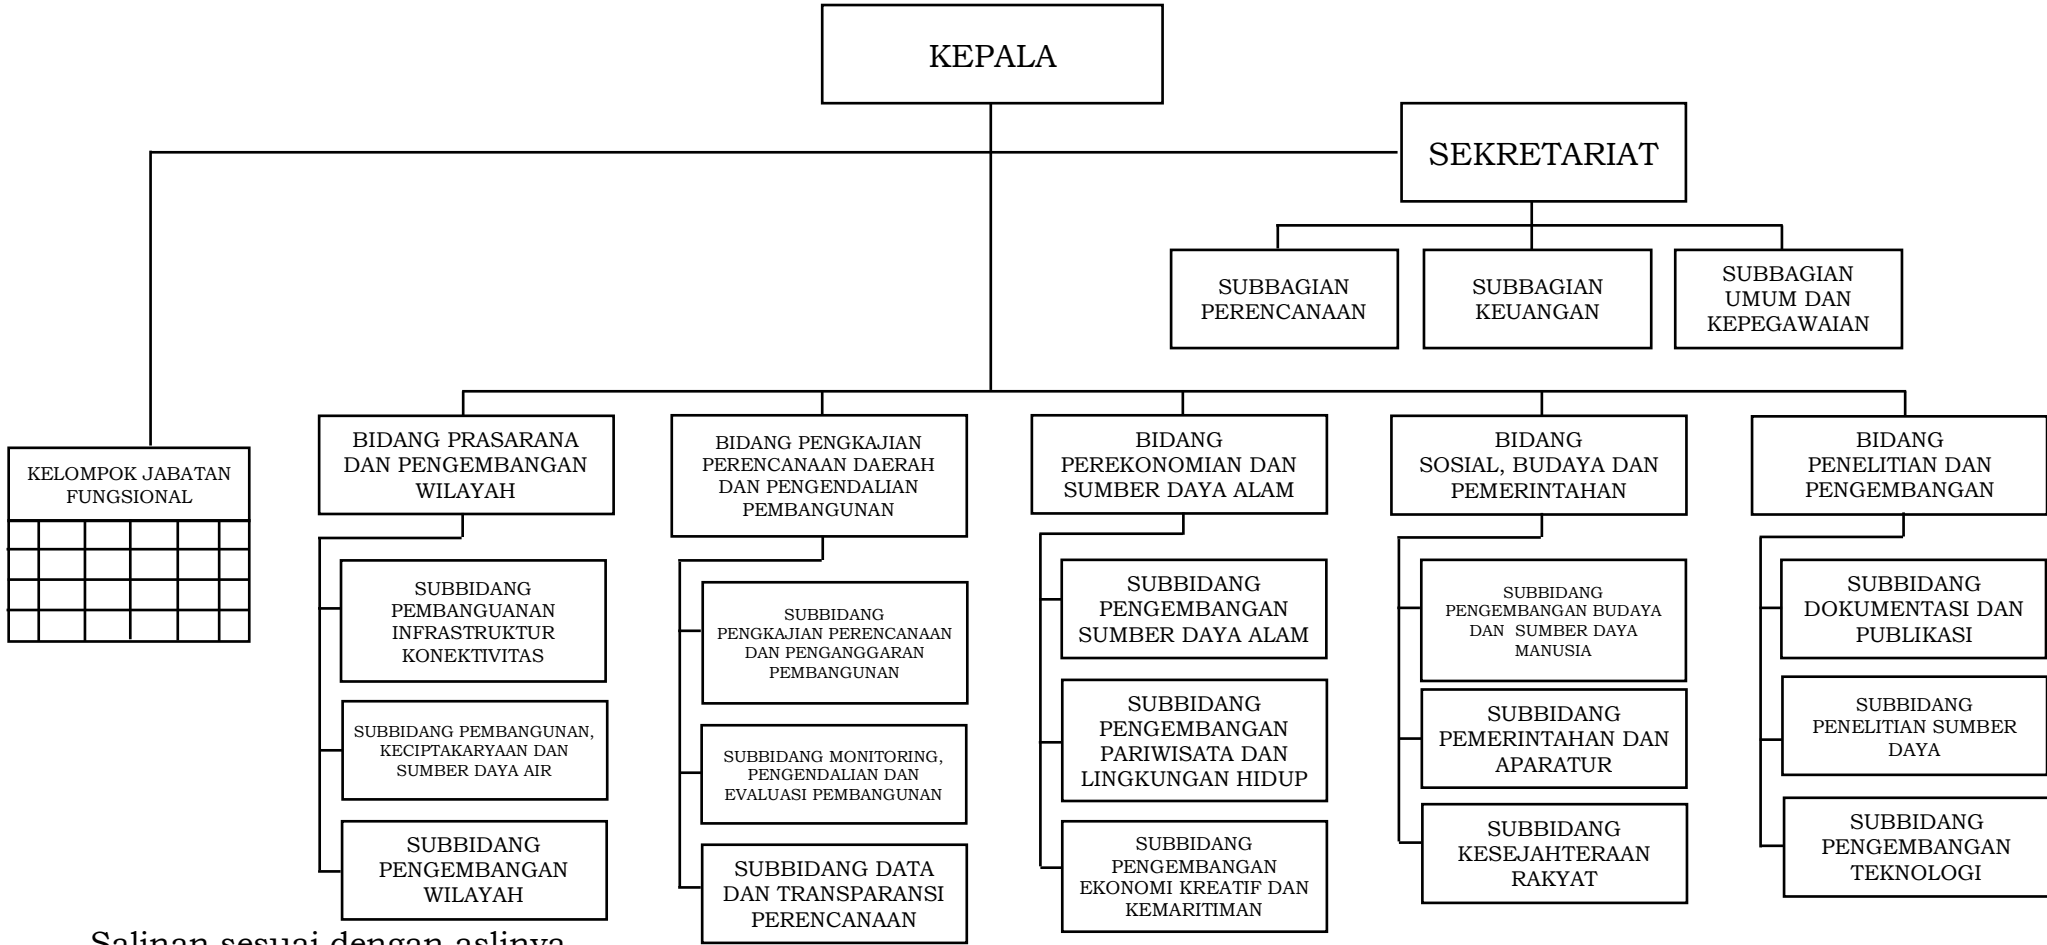 KEPALA
SEKRETARIAT
SUBBAGIAN
PERENCANAAN
SUBBAGIAN
KEUANGAN
SUBBAGIAN
UMUM DAN
KEPEGAWAIAN
KELOMPOK JABATAN
FUNGSIONAL
BIDANG PRASARANA
DAN PENGEMBANGAN
WILAYAH
SUBBIDANG
PEMBANGUANAN
INFRASTRUKTUR
KONEKTIVITAS
SUBBIDANG PEMBANGUNAN,
KECIPTAKARYAAN DAN
SUMBER DAYA AIR
SUBBIDANG
PENGEMBANGAN
WILAYAH
BIDANG PENGKAJIAN
PERENCANAAN DAERAH
DAN PENGENDALIAN
PEMBANGUNAN
SUBBIDANG
PENGKAJIAN PERENCANAAN
DAN PENGANGGARAN
PEMBANGUNAN
SUBBIDANG MONITORING,
PENGENDALIAN DAN
EVALUASI PEMBANGUNAN
SUBBIDANG DATA
DAN TRANSPARANSI
PERENCANAAN
BIDANG
PEREKONOMIAN DAN
SUMBER DAYA ALAM
SUBBIDANG
PENGEMBANGAN
SUMBER DAYA ALAM
SUBBIDANG
PENGEMBANGAN
PARIWISATA DAN
LINGKUNGAN HIDUP
SUBBIDANG
PENGEMBANGAN
EKONOMI KREATIF DAN
KEMARITIMAN
BIDANG
SOSIAL, BUDAYA DAN
PEMERINTAHAN
SUBBIDANG
PENGEMBANGAN BUDAYA
DAN SUMBER DAYA
MANUSIA
SUBBIDANG
PEMERINTAHAN DAN
APARATUR
SUBBIDANG
KESEJAHTERAAN
RAKYAT
BIDANG
PENELITIAN DAN
PENGEMBANGAN
SUBBIDANG
DOKUMENTASI DAN
PUBLIKASI
SUBBIDANG
PENELITIAN SUMBER
DAYA
SUBBIDANG
PENGEMBANGAN
TEKNOLOGI
Salinan sesuai dengan aslinya